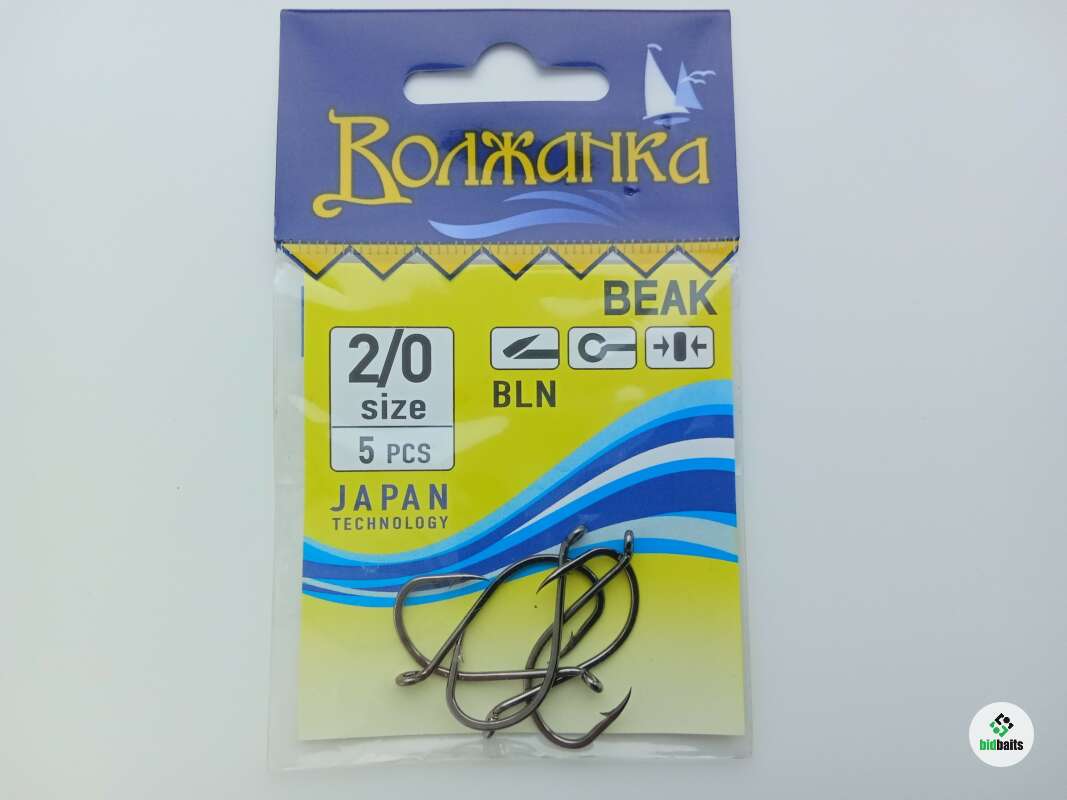 Волжанка
BEAK
2/0
size
5 PCS
BLN
JAPAN
TECHNOLOGY
bidbaits